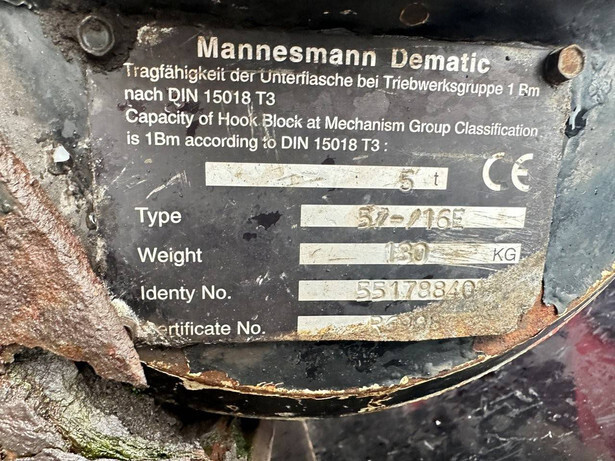 Mannesmann Dematic
Tragfähigkeit der Unterflasche bei Triebwerksgruppe 1 Bm
nach DIN 15018 T3
Capacity of Hook Block at Mechanism Group Classification
is 1Bm according to DIN 15018 T3 :
5 t CE
Type
Weight 130 KG
Identy No. 55178840
Certificate No.